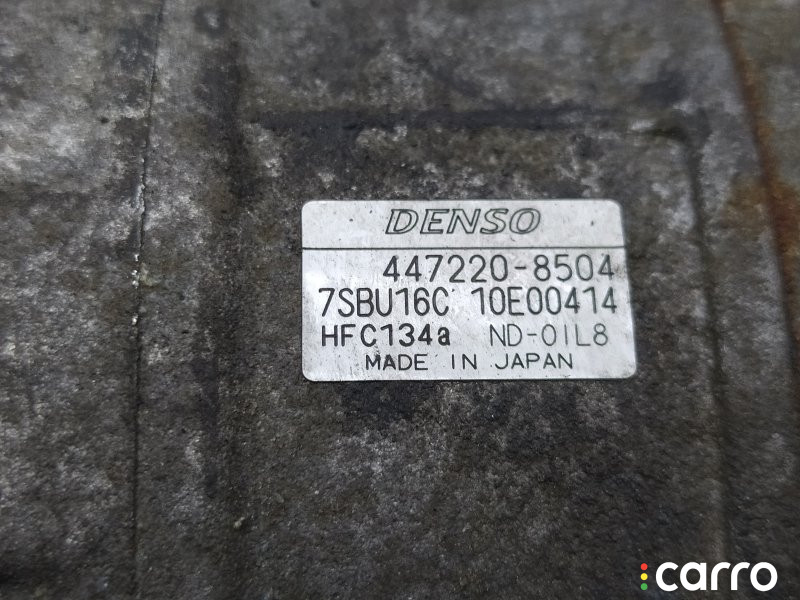 DENSO
447220-8504
7SBU16C 10E00414
HFC134a ND-OIL8
MADE IN JAPAN
carro